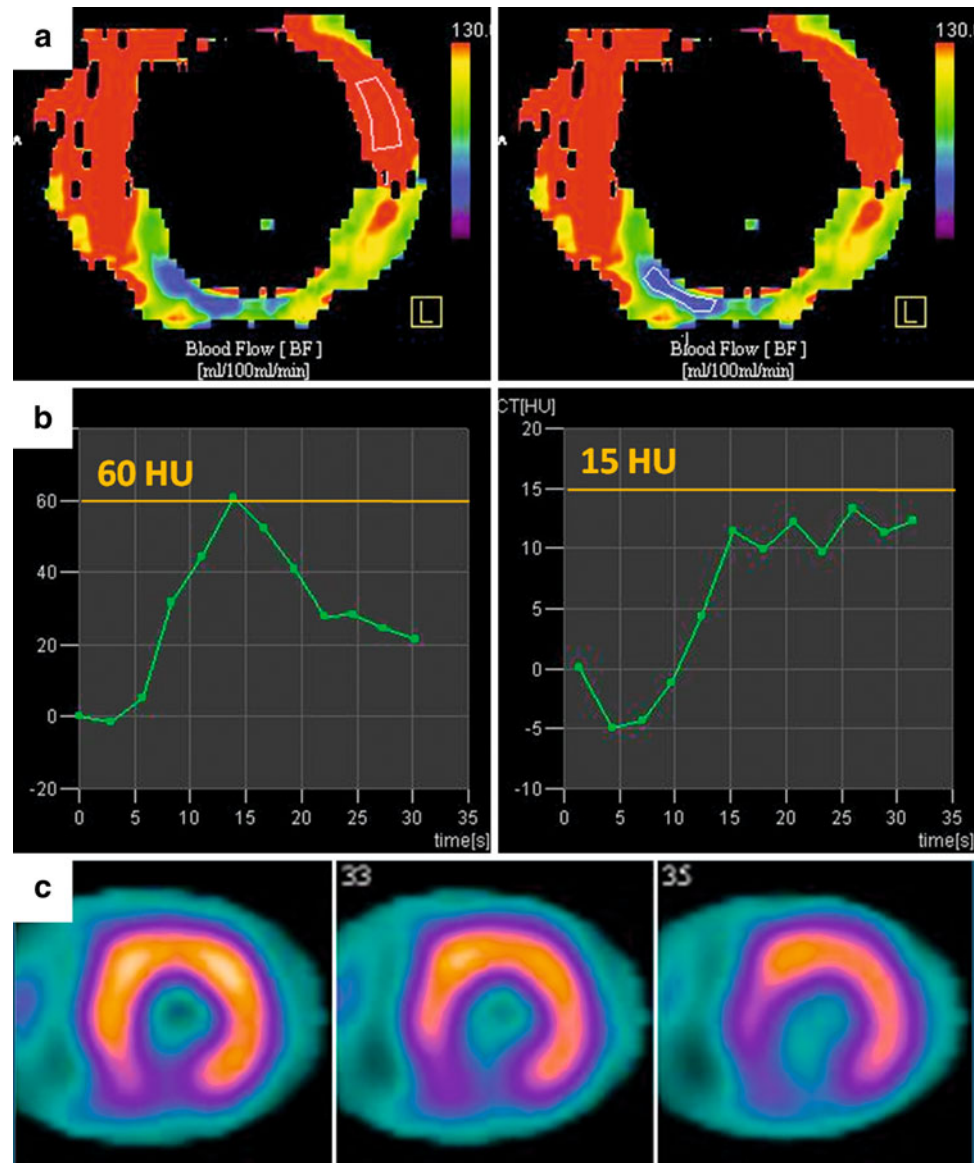 a
130.
130.
L
L
Blood Flow [ BF ]
[ml/100ml/min]
Blood Flow [ BF ]
[ml/100ml/min]
b
60 HU
60
40
20
0
-20
0 5 10 15 20 25 30 35
time[s]
CT[HU]
15 HU
20
15
10
5
0
-5
-10
0 5 10 15 20 25 30 35
time[s]
c
33
35